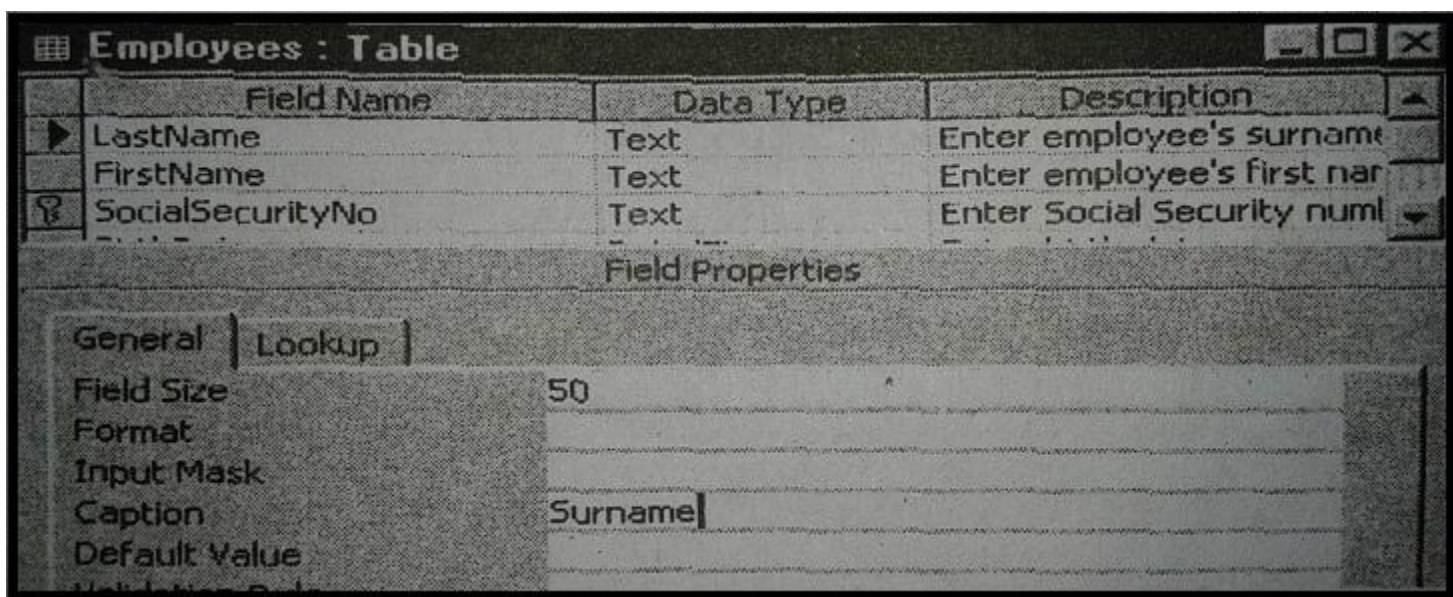 Employees : Table
Field Name Data Type Description
LastName Text Enter employee's surname
FirstName Text Enter employee's first nar
SocialSecurityNo Text Enter Social Security numl
Field Properties
General Lookup
Field Size 50
Format
Input Mask
Caption Surname
Default Value